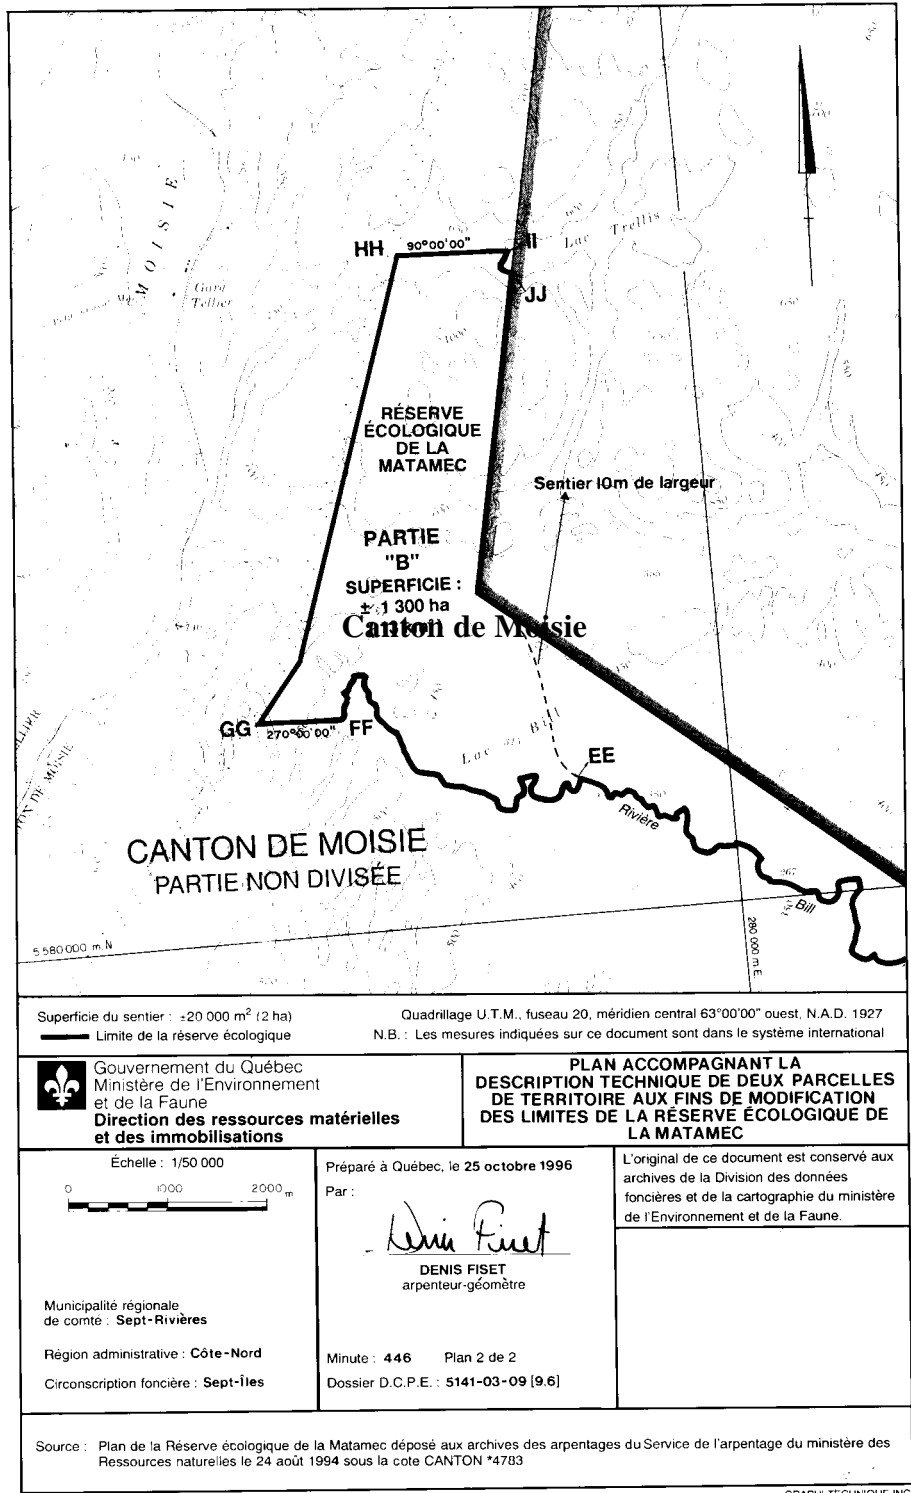 MOISIE
HH
90°00'00"
II
Lac Trellis
JJ
Gard
Tellier
1000
RÉSERVE
ÉCOLOGIQUE
DE LA
MATAMEC
Sentier 10m de largeur
PARTIE
"B"
SUPERFICIE :
± 1 300 ha
Canton de Moisie
GG
270°00'00"
FF
Lac Bill
EE
Rivière
Bill
CANTON DE MOISIE
PARTIE NON DIVISÉE
5 580 000 m.N
280 000 m.E.
Superficie du sentier : ±20 000 m² (2 ha)
Quadrillage U.T.M., fuseau 20, méridien central 63°00'00" ouest, N.A.D. 1927
Limite de la réserve écologique
N.B. : Les mesures indiquées sur ce document sont dans le système international
Gouvernement du Québec
Ministère de l'Environnement
et de la Faune
Direction des ressources matérielles
et des immobilisations
PLAN ACCOMPAGNANT LA
DESCRIPTION TECHNIQUE DE DEUX PARCELLES
DE TERRITOIRE AUX FINS DE MODIFICATION
DES LIMITES DE LA RÉSERVE ÉCOLOGIQUE DE
LA MATAMEC
Échelle : 1/50 000
0 1000 2000 m
Municipalité régionale
de comté : Sept-Rivières
Région administrative : Côte-Nord
Circonscription foncière : Sept-Îles
Préparé à Québec, le 25 octobre 1996
Par :
Denis Fiset
DENIS FISET
arpenteur-géomètre
Minute : 446 Plan 2 de 2
Dossier D.C.P.E. : 5141-03-09 [9.6]
L'original de ce document est conservé aux
archives de la Division des données
foncières et de la cartographie du ministère
de l'Environnement et de la Faune.
Source : Plan de la Réserve écologique de la Matamec déposé aux archives des arpentages du Service de l'arpentage du ministère des
Ressources naturelles le 24 août 1994 sous la cote CANTON *4783